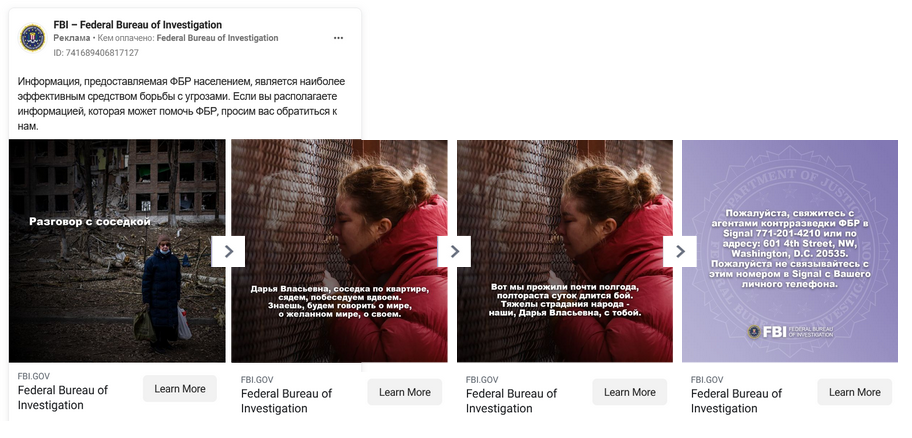 FBI – Federal Bureau of Investigation
Реклама • Кем оплачено: Federal Bureau of Investigation
ID: 741689406817127
Информация, предоставляемая ФБР населением, является наиболее
эффективным средством борьбы с угрозами. Если вы располагаете
информацией, которая может помочь ФБР, просим вас обратиться к
нам.
Разговор с соседкой
Дарья Власьевна, соседка по квартире,
сядем, побеседуем вдвоем.
Знаешь, будем говорить о мире,
о желанном мире, о своем.
Вот мы прожили почти полгода,
полтораста суток длится бой.
Тяжелы страдания народа -
наши, Дарья Власьевна, с тобой.
Пожалуйста, свяжитесь с
агентами контрразведки ФБР в
Signal 771-201-4210 или по
адресу: 601 4th Street, NW,
Washington, D.C. 20535.
Пожалуйста не связывайтесь с
этим номером в Signal с Вашего
личного телефона.
FBI FEDERAL BUREAU
OF INVESTIGATION
FBI.GOV
Federal Bureau of
Investigation
Learn More
FBI.GOV
Federal Bureau of
Investigation
Learn More
FBI.GOV
Federal Bureau of
Investigation
Learn More
FBI.GOV
Federal Bureau of
Investigation
Learn More